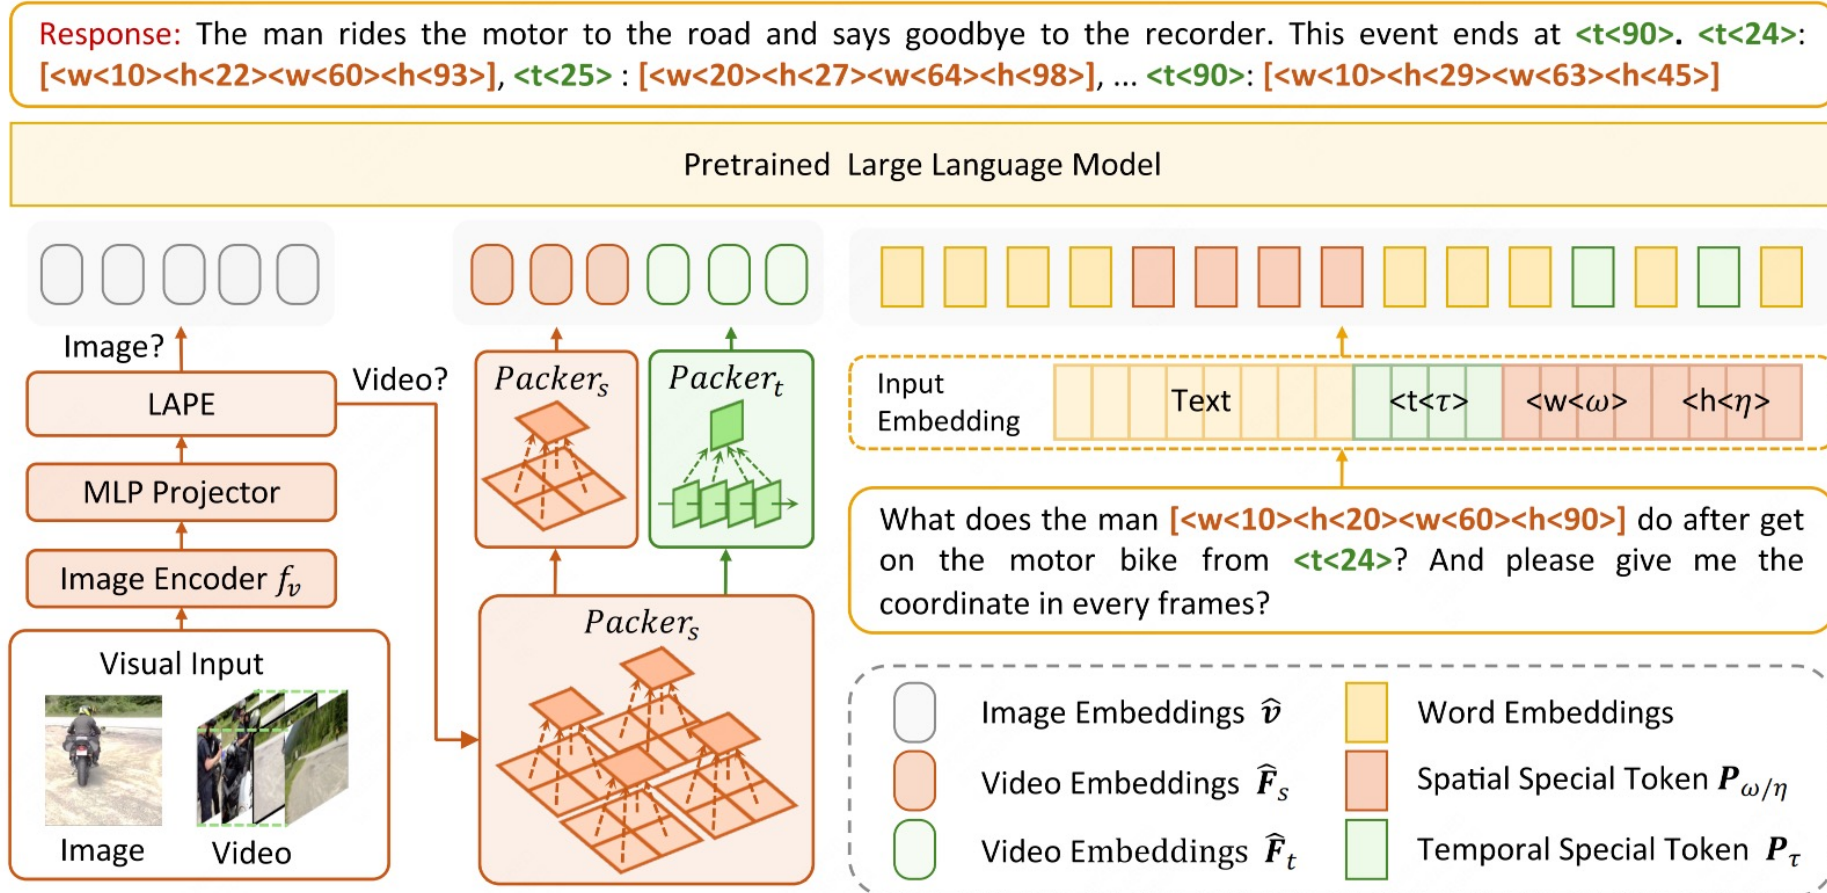 Response: The man rides the motor to the road and says goodbye to the recorder. This event ends at <t<90>. <t<24>:
[<w<10><h<22><w<60><h<93>], <t<25> : [<w<20><h<27><w<64><h<98>], ... <t<90>: [<w<10><h<29><w<63><h<45>]
Pretrained Large Language Model
Image?
LAPE
Video?
MLP Projector
Image Encoder f_v
Visual Input
Image
Video
Packer_s
Packer_t
Packer_s
Input
Embedding
Text
<t<τ>
<w<ω>
<h<η>
What does the man [<w<10><h<20><w<60><h<90>] do after get
on the motor bike from <t<24>? And please give me the
coordinate in every frames?
Image Embeddings v̂
Video Embeddings F̂_s
Video Embeddings F̂_t
Word Embeddings
Spatial Special Token P_ω/η
Temporal Special Token P_τ